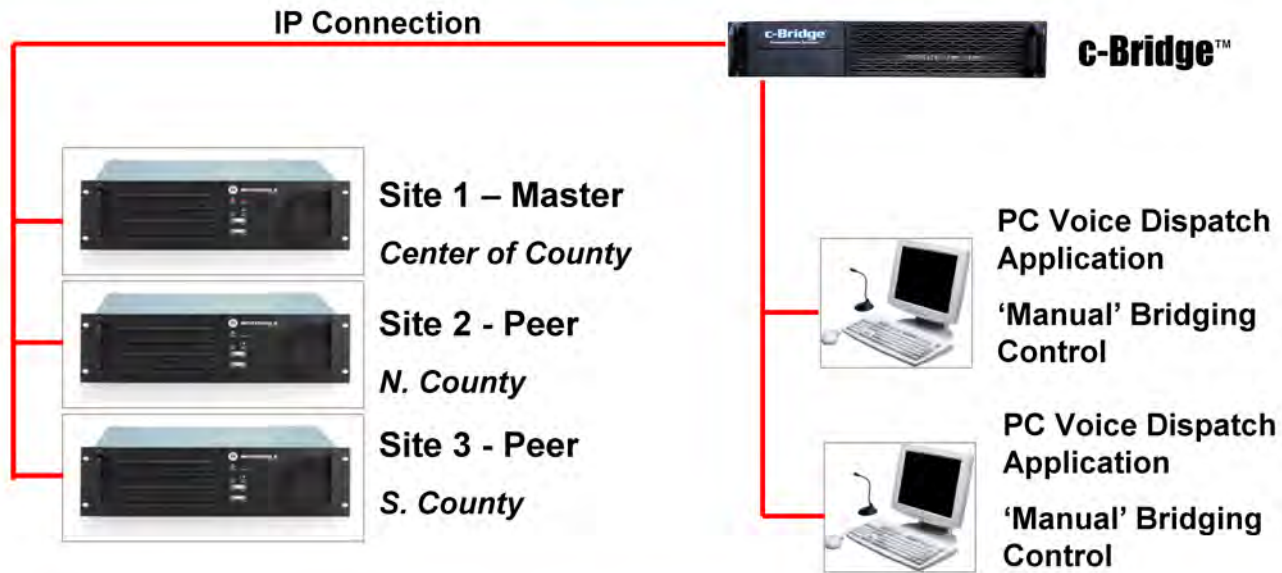 IP Connection
c-Bridge
c-Bridge™
Site 1 – Master
Center of County
Site 2 - Peer
N. County
Site 3 - Peer
S. County
PC Voice Dispatch
Application
‘Manual’ Bridging
Control
PC Voice Dispatch
Application
‘Manual’ Bridging
Control